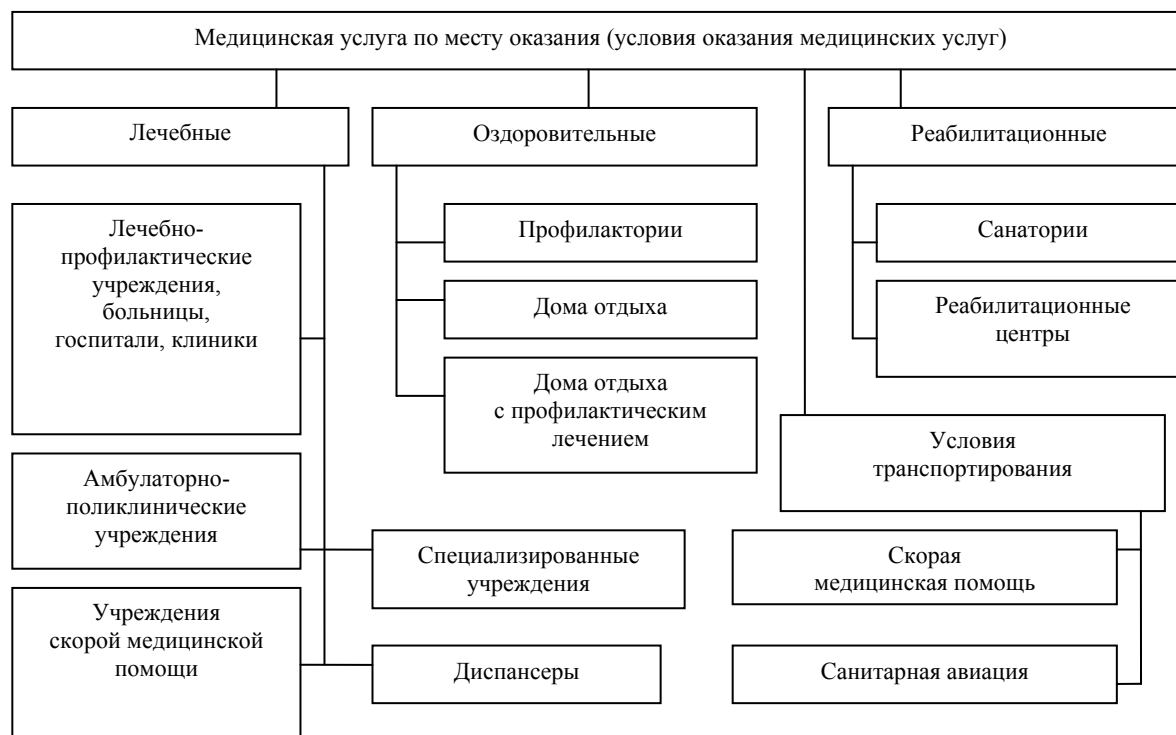 Медицинская услуга по месту оказания (условия оказания медицинских услуг)
Лечебные
Оздоровительные
Реабилитационные
Лечебно-
профилактические
учреждения,
больницы,
госпитали, клиники
Профилактории
Санатории
Дома отдыха
Реабилитационные
центры
Дома отдыха
с профилактическим
лечением
Условия
транспортирования
Амбулаторно-
поликлинические
учреждения
Специализированные
учреждения
Скорая
медицинская помощь
Учреждения
скорой медицинской
помощи
Диспансеры
Санитарная авиация